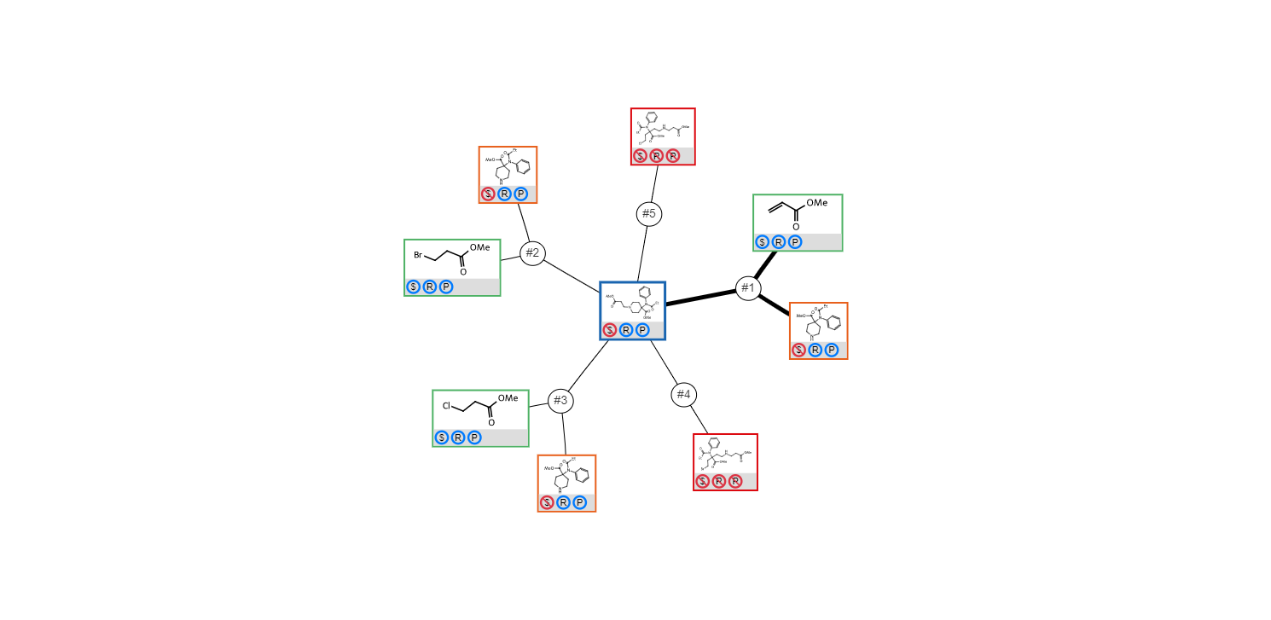 OMe
O
$ R P
#5
$ R R
#2
$ R P
Br
OMe
O
$ R P
#1
$ R P
$ R P
Cl
OMe
O
$ R P
#3
#4
$ R P
$ R R